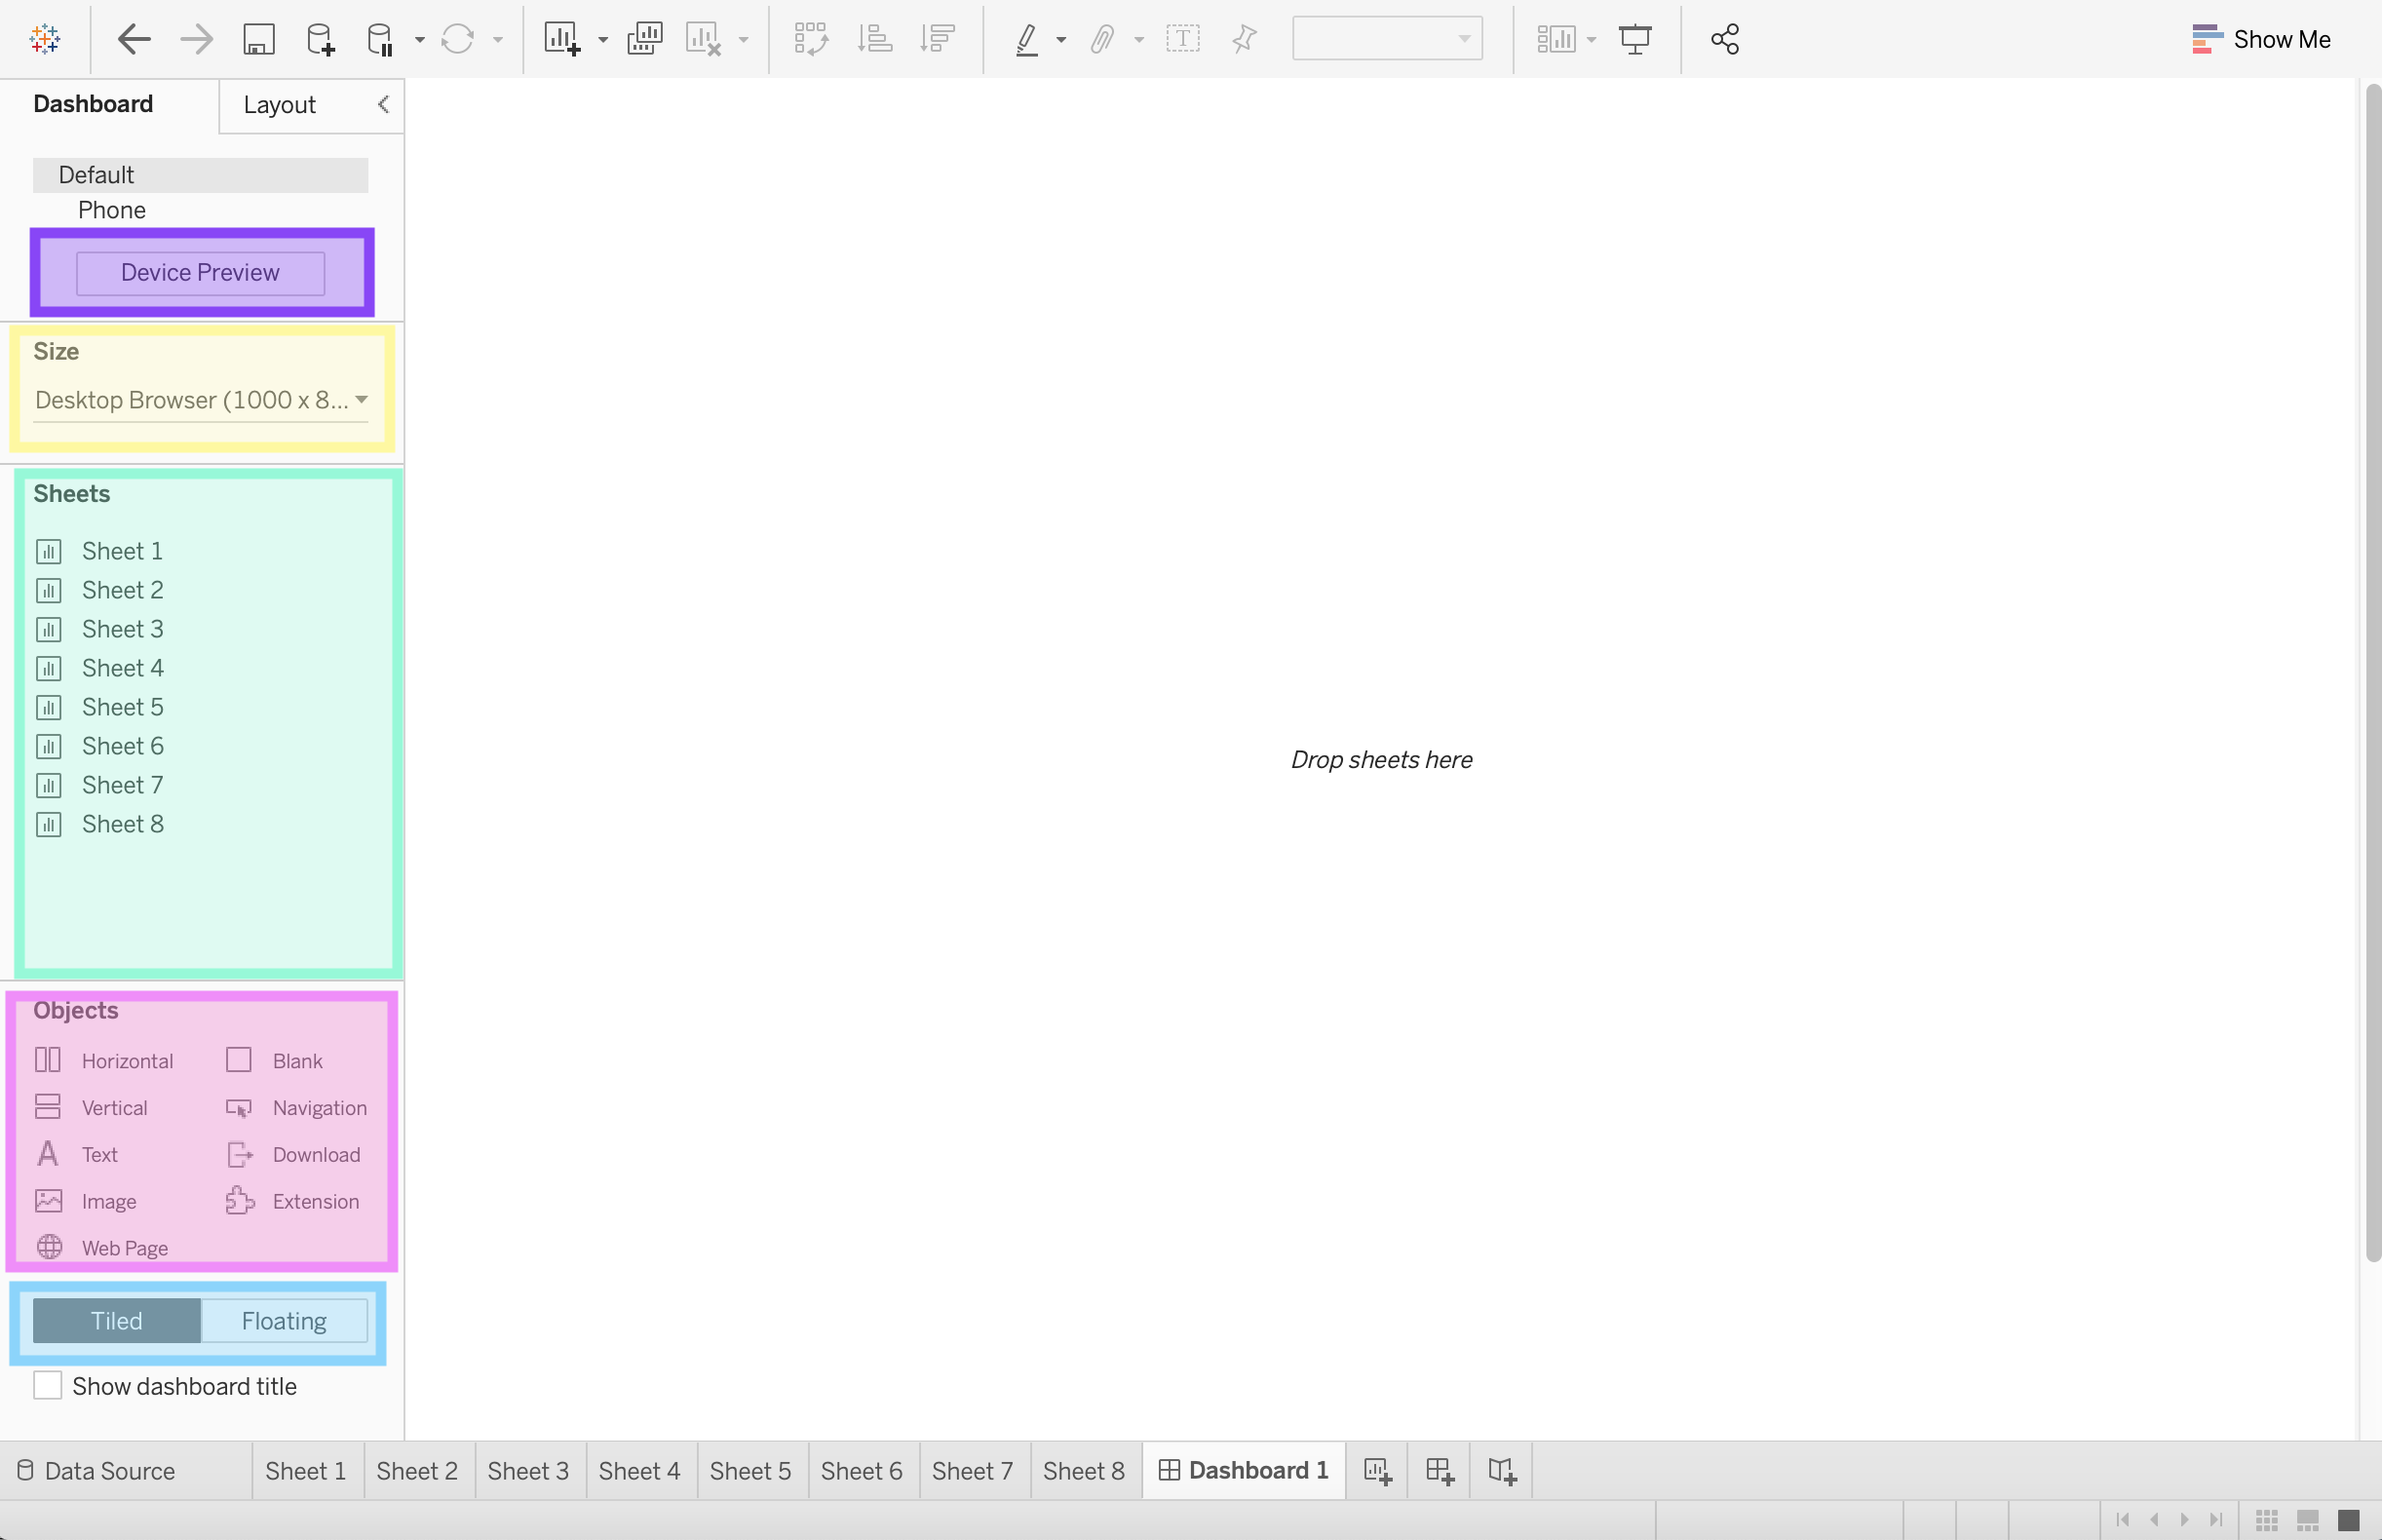 Show Me
Dashboard
Layout
Default
Phone
Device Preview
Size
Desktop Browser (1000 x 8...
Sheets
Sheet 1
Sheet 2
Sheet 3
Sheet 4
Sheet 5
Sheet 6
Sheet 7
Sheet 8
Drop sheets here
Objects
Horizontal Blank
Vertical Navigation
Text Download
Image Extension
Web Page
Tiled Floating
Show dashboard title
Data Source Sheet 1 Sheet 2 Sheet 3 Sheet 4 Sheet 5 Sheet 6 Sheet 7 Sheet 8 Dashboard 1